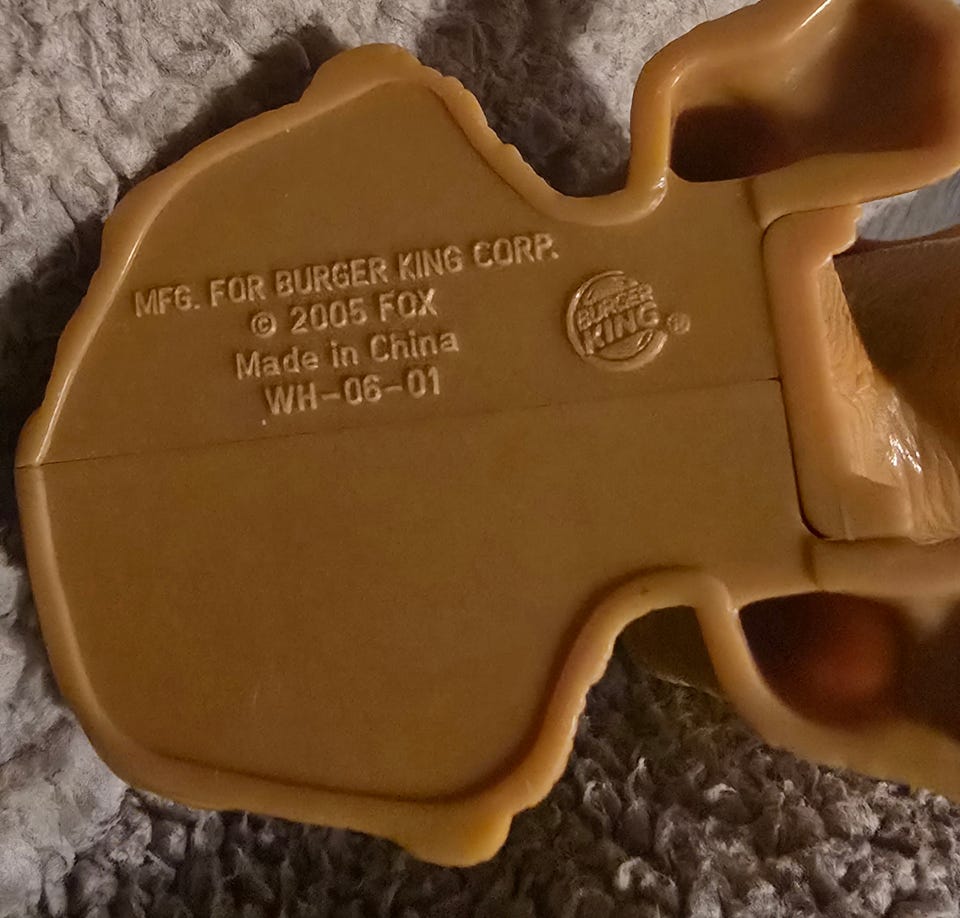 MFG. FOR BURGER KING CORP.
© 2005 FOX
Made in China
WH-06-01
BURGER
KING®